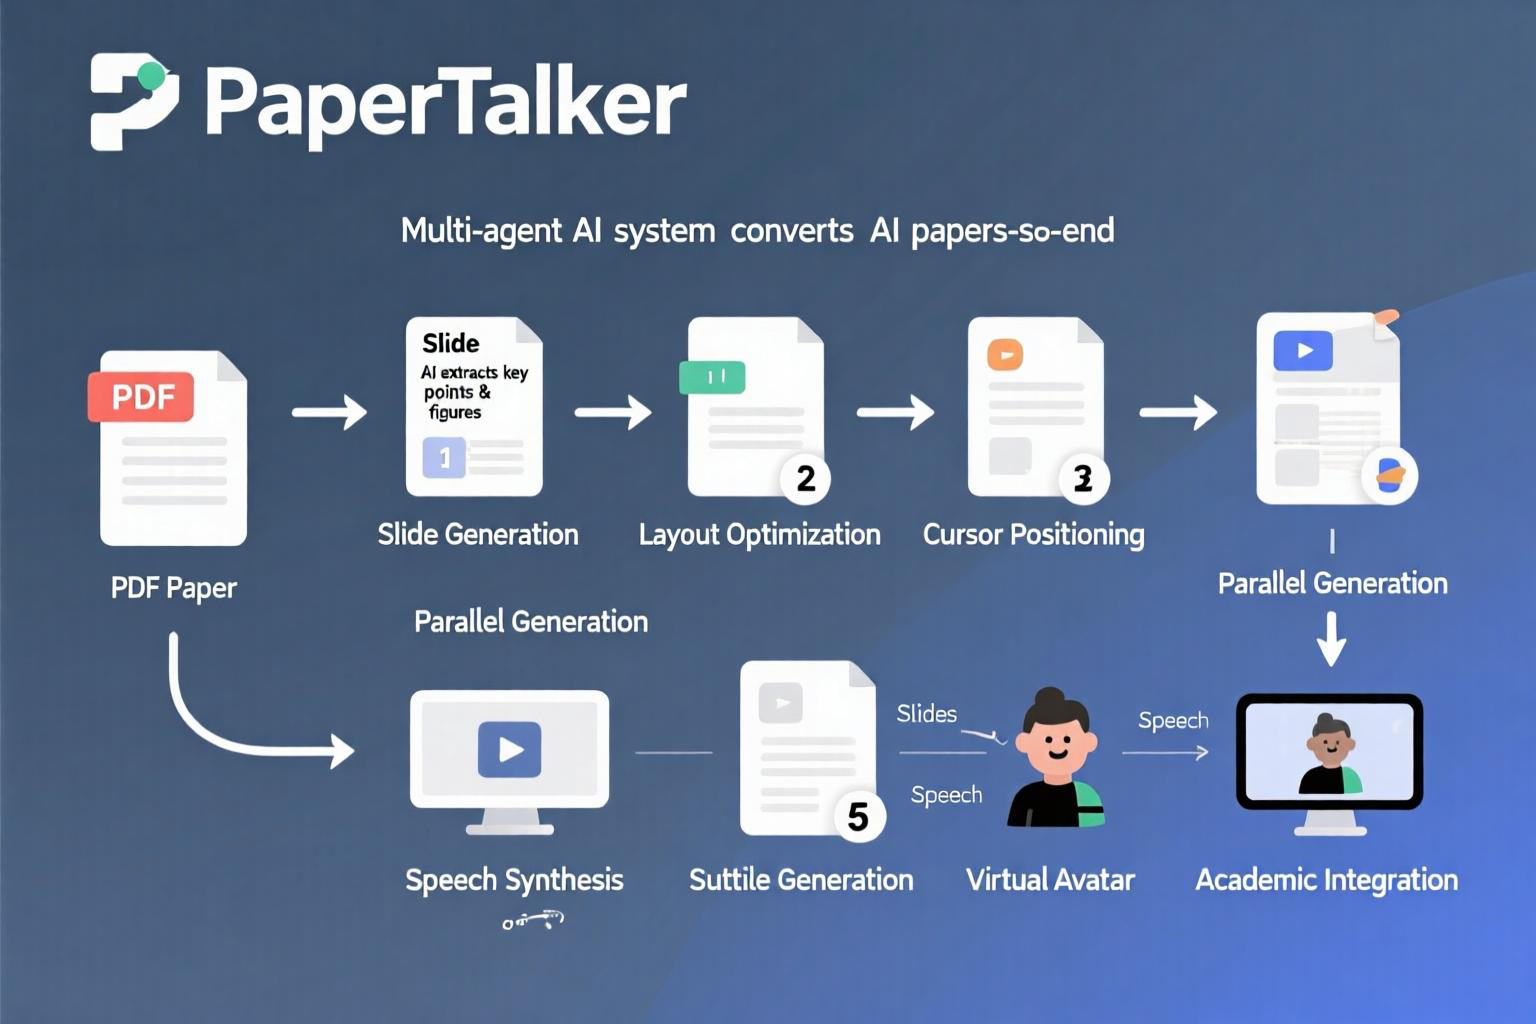 PaperTalker
Multi-agent AI system converts AI papers-so-end
PDF
Slide
AI extracts key
points &
figures
1
2
3
Slide Generation
Layout Optimization
Cursor Positioning
PDF Paper
Parallel Generation
Parallel Generation
Slides
Speech
Speech
5
Speech Synthesis
Suttile Generation
Virtual Avatar
Academic Integration